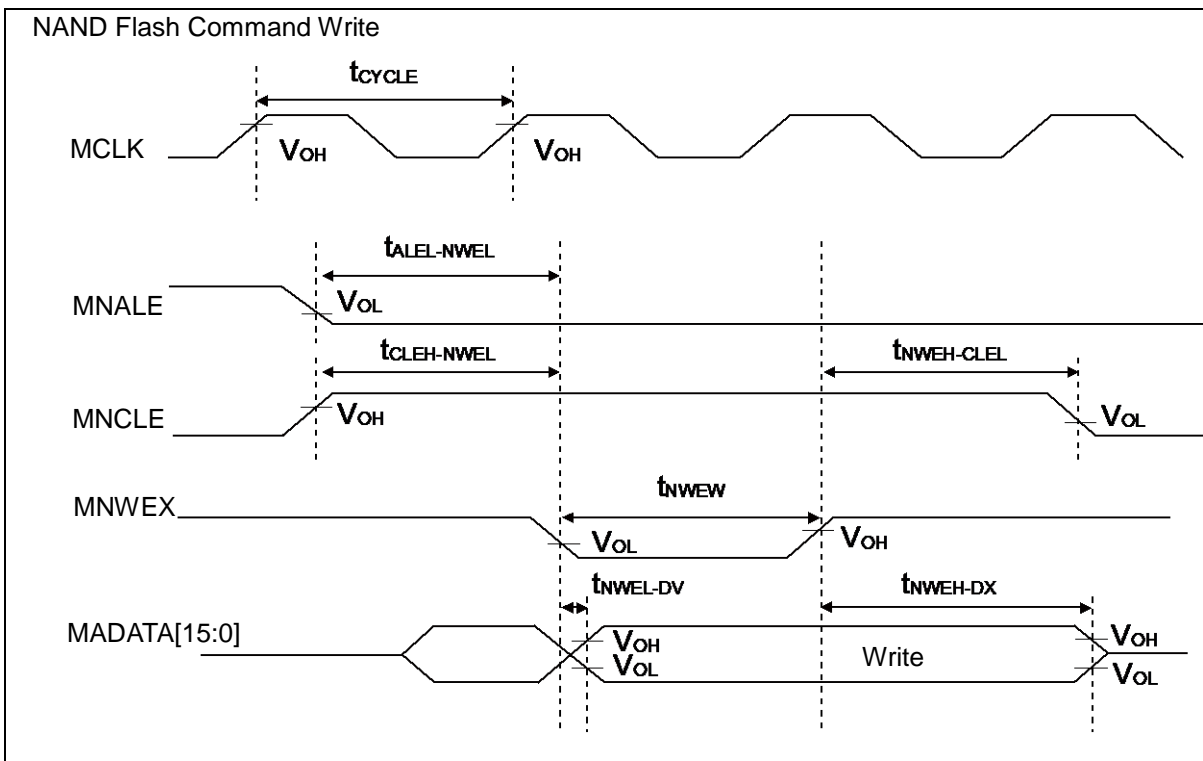 NAND Flash Command Write
tCYCLE
MCLK
VOH
VOH
tALEL-NWEL
MNALE
VOL
tCLEH-NWEL
tNWEH-CLEL
MNCLE
VOH
VOL
tNWEW
MNWEX
VOL
VOH
tNWEL-DV
tNWEH-DX
MADATA[15:0]
VOH
Write
VOH
VOL
VOL